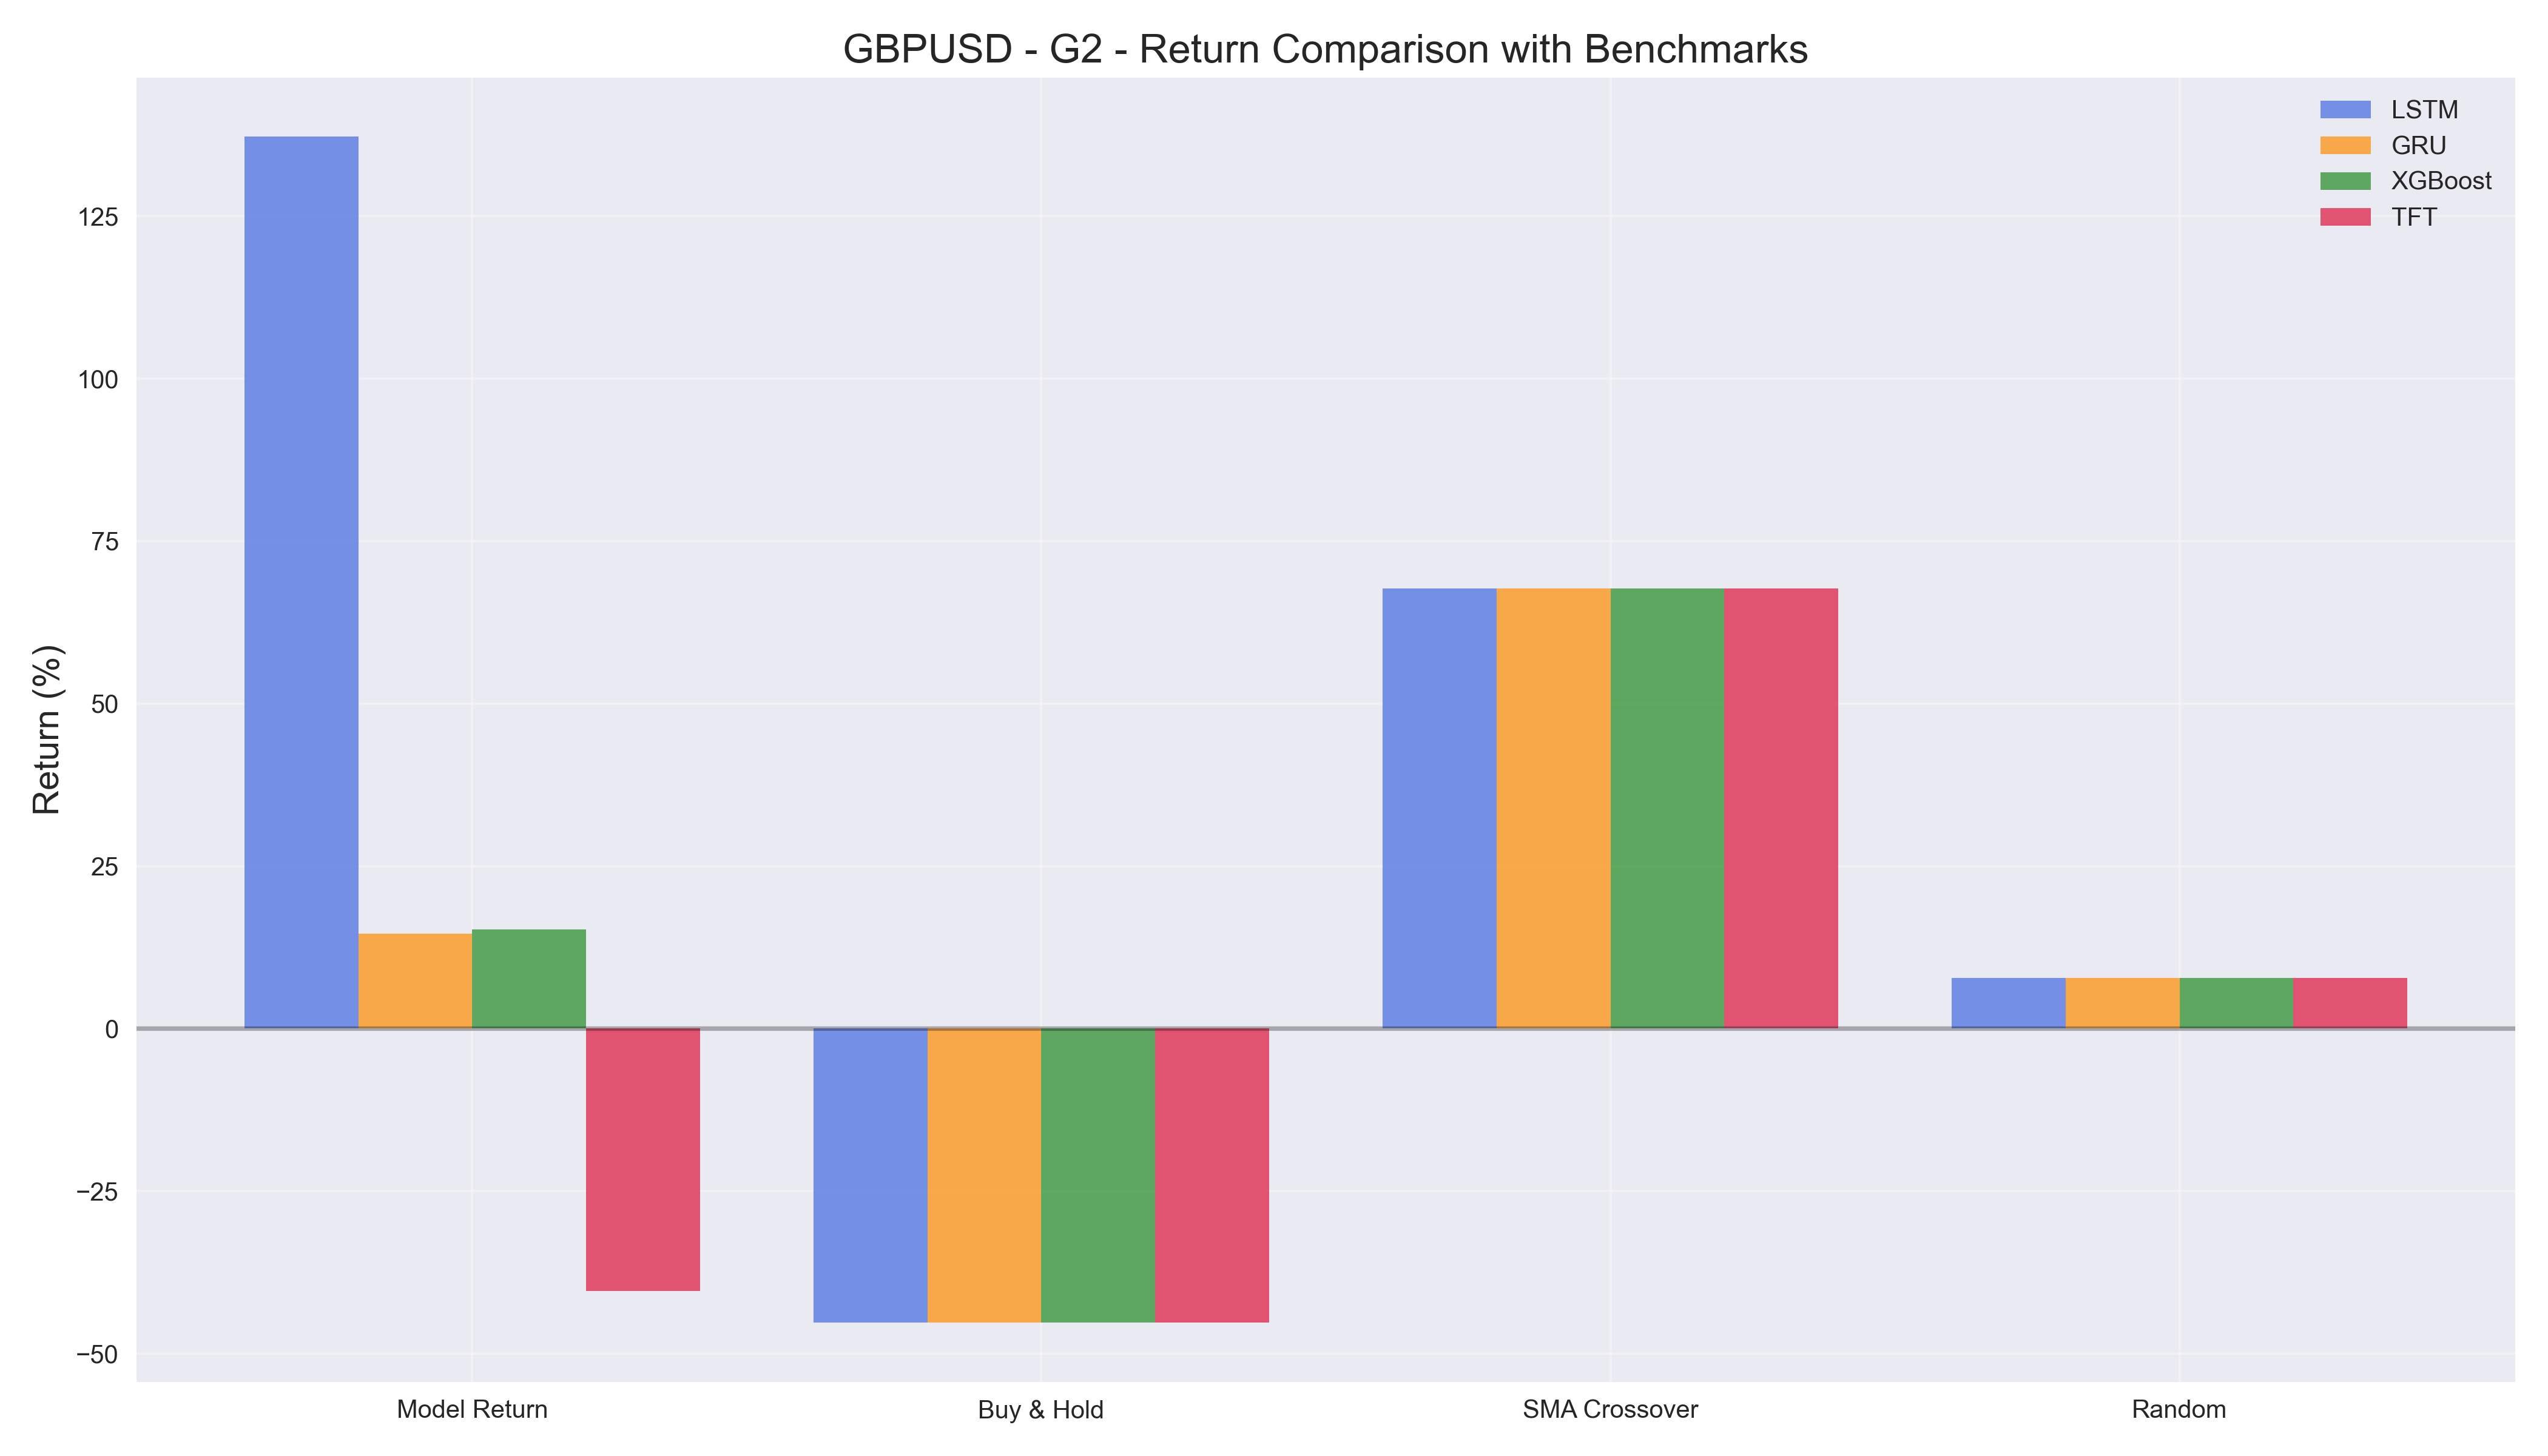 GBPUSD - G2 - Return Comparison with Benchmarks
LSTM
GRU
XGBoost
TFT
Return (%)
125
100
75
50
25
0
−25
−50
Model Return
Buy & Hold
SMA Crossover
Random